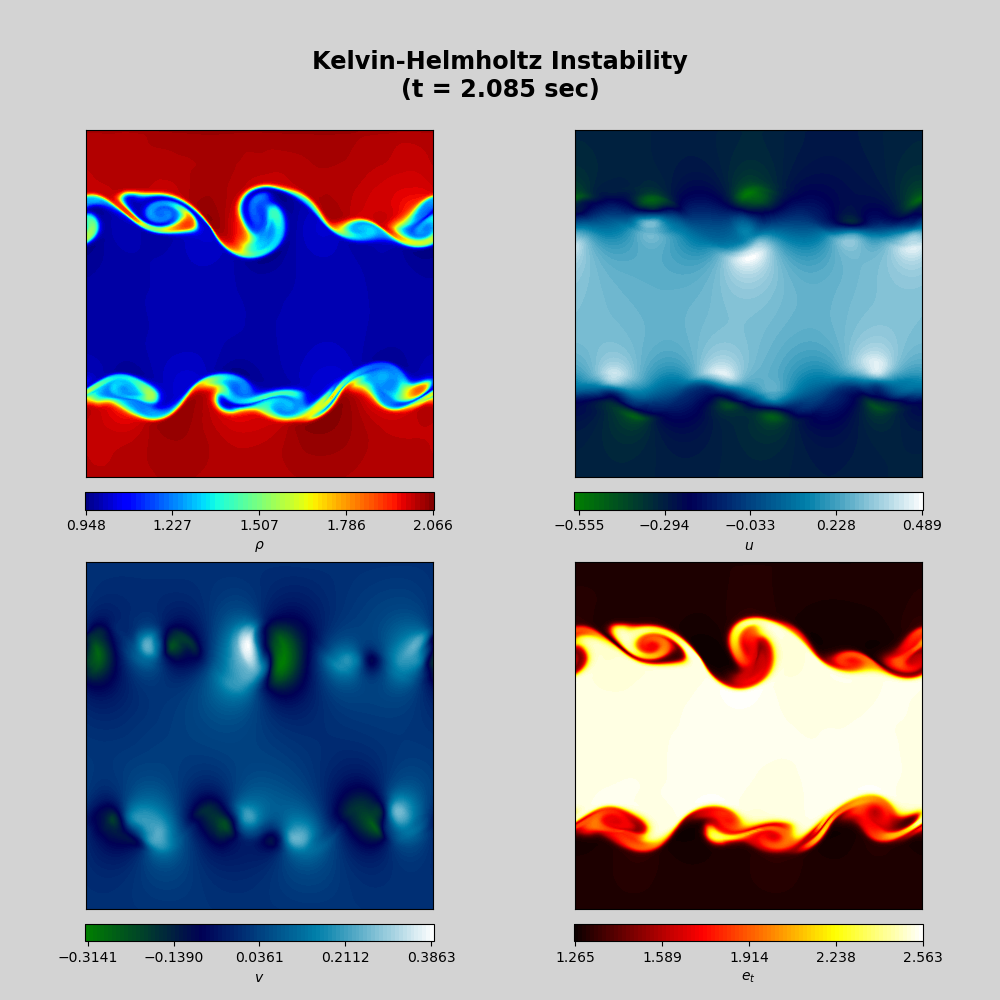 Kelvin-Helmholtz Instability
(t = 2.085 sec)
0.948 1.227 1.507 1.786 2.066
ρ
−0.555 −0.294 −0.033 0.228 0.489
u
−0.3141 −0.1390 0.0361 0.2112 0.3863
v
1.265 1.589 1.914 2.238 2.563
eₜ